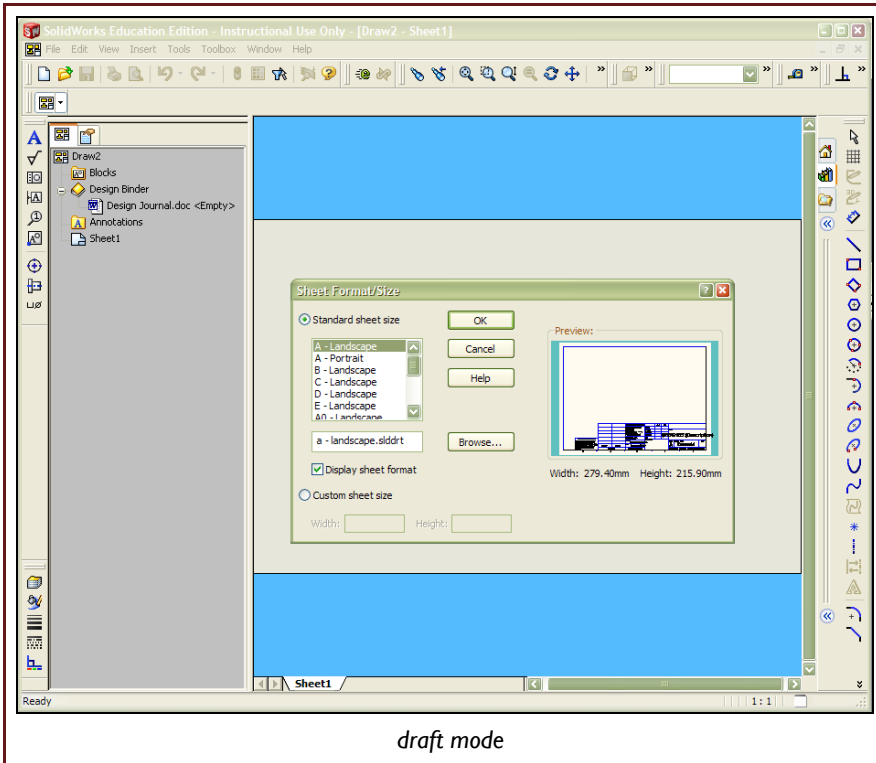 SolidWorks Education Edition - Instructional Use Only - [Draw2 - Sheet1]
File Edit View Insert Tools Toolbox Window Help
Draw2
Blocks
Design Binder
Design Journal.doc <Empty>
Annotations
Sheet1
Sheet Format/Size
Standard sheet size
A - Landscape
A - Portrait
B - Landscape
C - Landscape
D - Landscape
E - Landscape
A0 - Landscape
a - landscape.slddrt
Display sheet format
Custom sheet size
Width:
Height:
OK
Cancel
Help
Browse...
Preview:
Width: 279.40mm Height: 215.90mm
Sheet1
Ready
1:1
draft mode